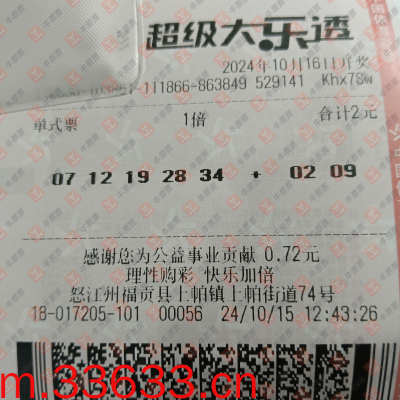 超级大乐透
2024年10月16日开奖
111866-863849 529141 Khx78w
单式票 1倍 合计2元
07 12 19 28 34 + 02 09
感谢您为公益事业贡献 0.72元
理性购彩 快乐加倍
怒江州福贡县上帕镇上帕街道74号
18-017205-101 00056 24/10/15 12:43:26
m.33633.cn